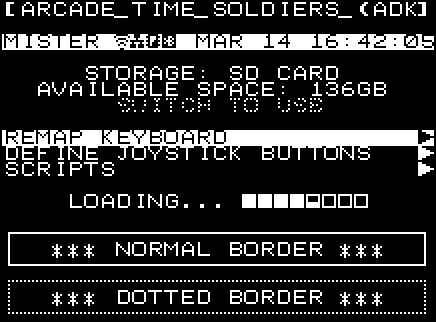 [ARCADE_TIME_SOLDIERS_(ADK]
MISTER MAR 14 16:42:05
STORAGE: SD CARD
AVAILABLE SPACE: 136GB
SWITCH TO USB
REMAP KEYBOARD
DEFINE JOYSTICK BUTTONS
SCRIPTS
LOADING...
*** NORMAL BORDER ***
*** DOTTED BORDER ***